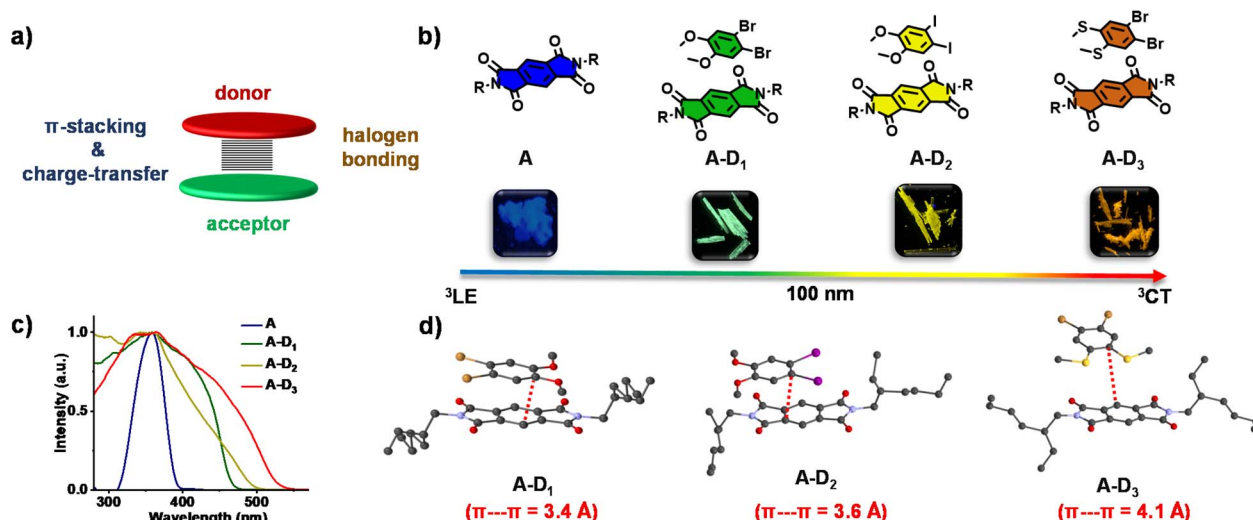 a)
donor
π-stacking
&
charge-transfer
halogen
bonding
acceptor
b)
O
O
N-R
R-N
O
O
A
O
Br
O
Br
O
O
N-R
R-N
O
O
A-D₁
O
I
O
I
O
O
N-R
R-N
O
O
A-D₂
S
Br
S
Br
O
O
N-R
R-N
O
O
A-D₃
³LE
100 nm
³CT
c)
Intensity (a.u.)
1.0
0.5
0.0
300
400
500
Wavelength (nm)
A
A-D₁
A-D₂
A-D₃
d)
A-D₁
(π---π = 3.4 Å)
A-D₂
(π---π = 3.6 Å)
A-D₃
(π---π = 4.1 Å)